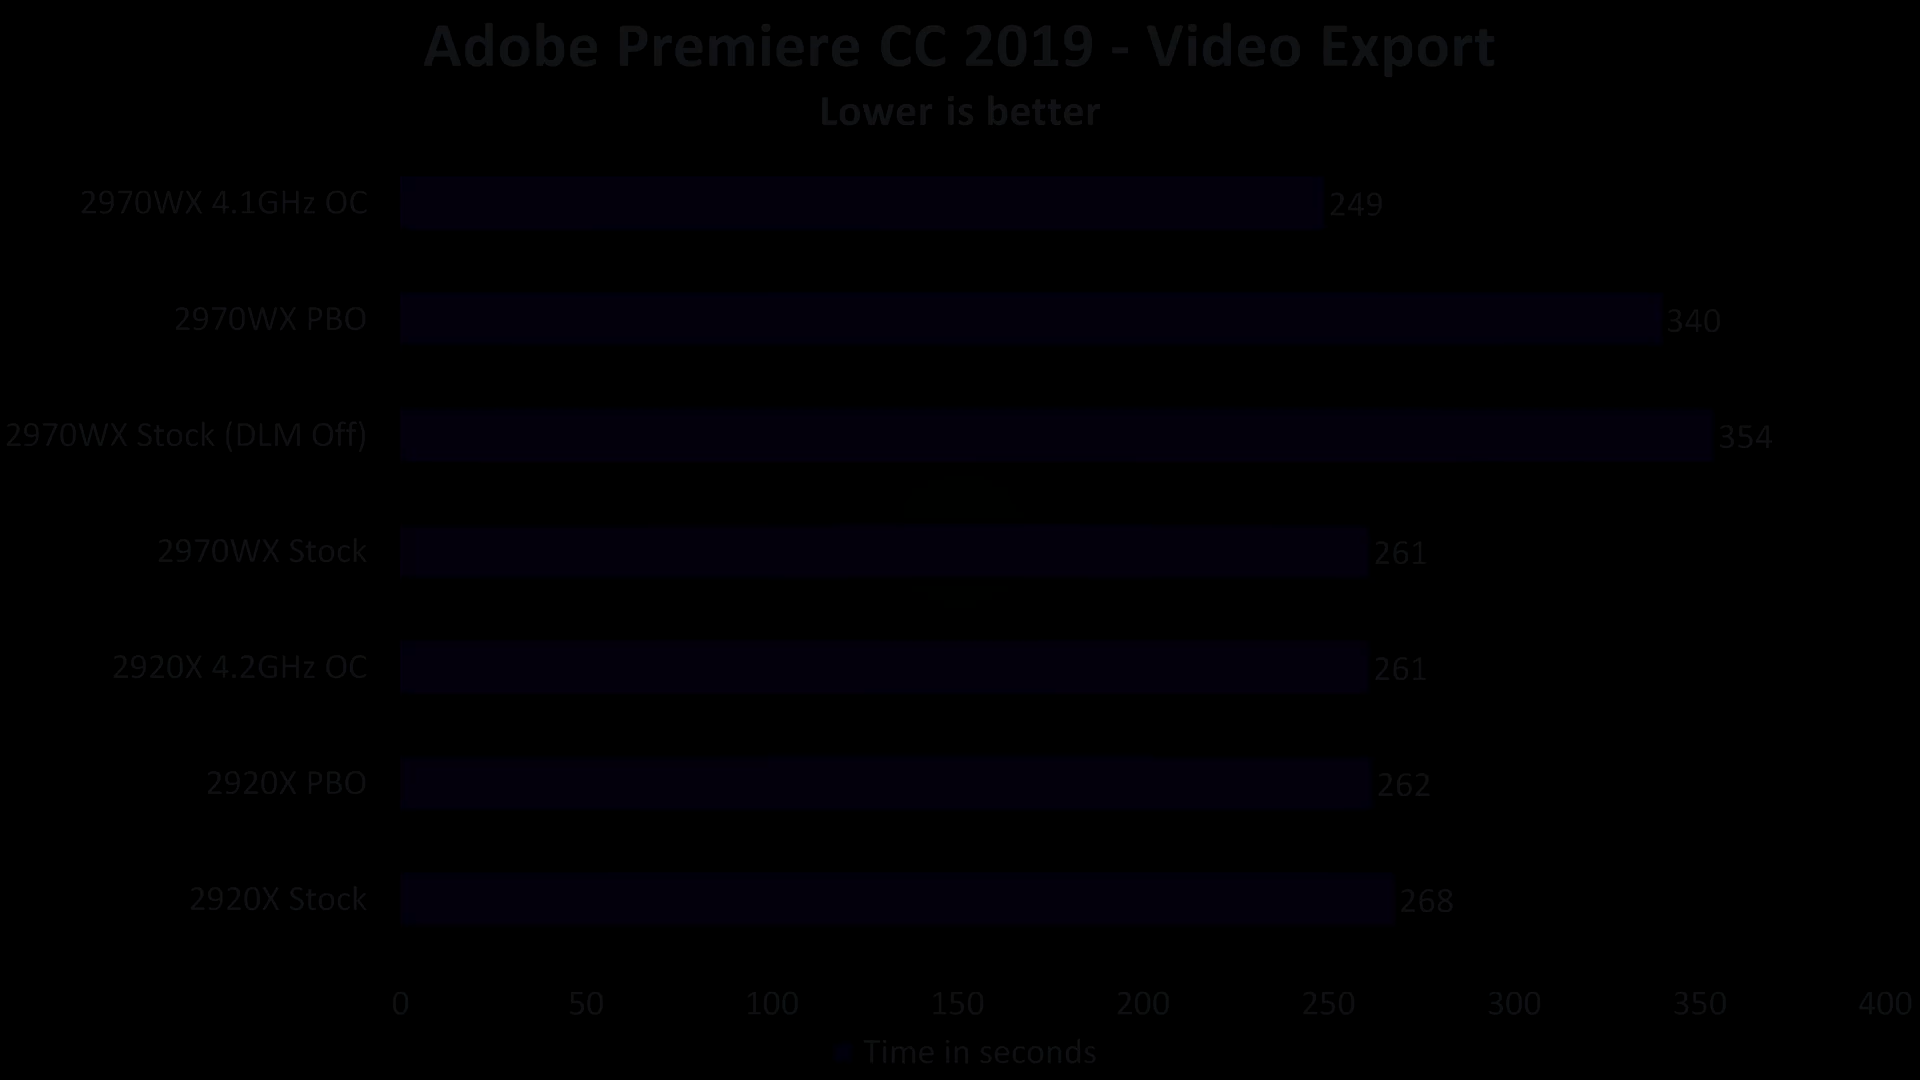 Adobe Premiere CC 2019 - Video Export
Lower is better
2970WX 4.1GHz OC 249
2970WX PBO 340
2970WX Stock (DLM Off) 354
2970WX Stock 261
2920X 4.2GHz OC 261
2920X PBO 262
2920X Stock 268
0 50 100 150 200 250 300 350 400
Time in seconds